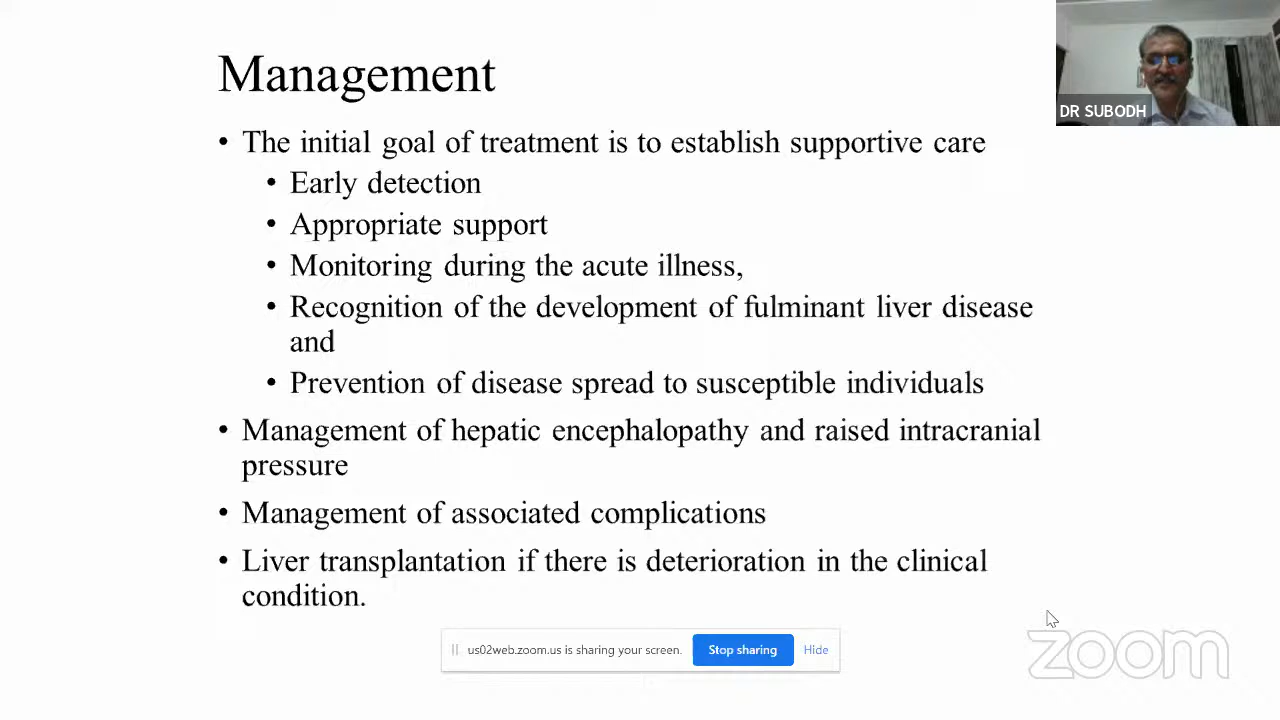 Management
DR SUBODH
• The initial goal of treatment is to establish supportive care
• Early detection
• Appropriate support
• Monitoring during the acute illness,
• Recognition of the development of fulminant liver disease
and
• Prevention of disease spread to susceptible individuals
• Management of hepatic encephalopathy and raised intracranial
pressure
• Management of associated complications
• Liver transplantation if there is deterioration in the clinical
condition.
us02web.zoom.us is sharing your screen. Stop sharing Hide
zoom